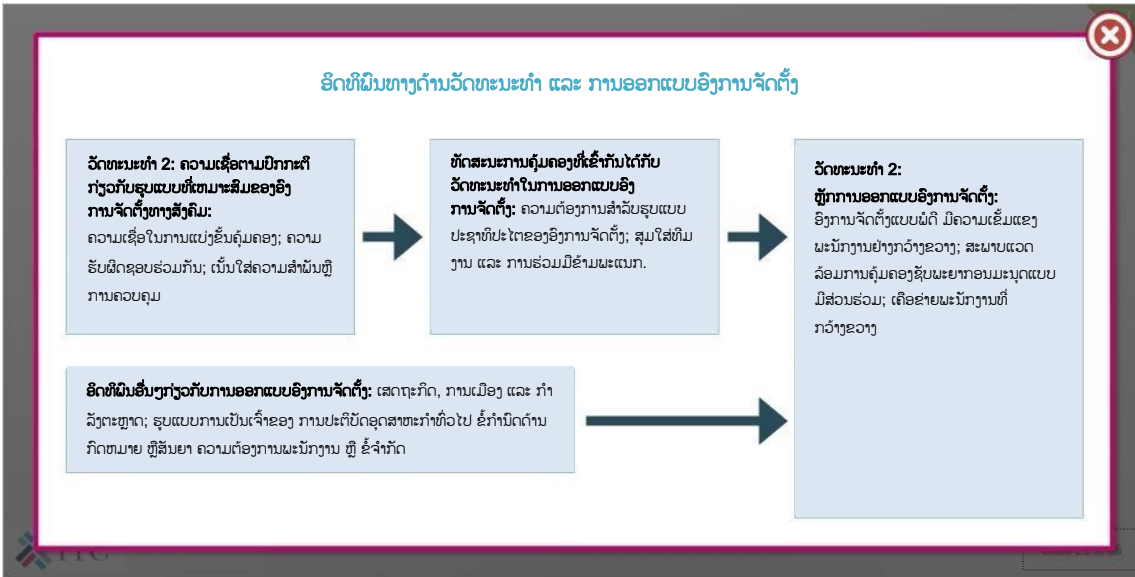 ອິດທິພົນທາງດ້ານວັດທະນະທຳ ແລະ ການອອກແບບອົງການຈັດຕັ້ງ
ວັດທະນະທຳ 2: ຄວາມເຊື່ອຕາມປົກກະຕິ
ກ່ຽວກັບຮູບແບບທີ່ເຫມາະສົມຂອງອົງ
ການຈັດຕັ້ງທາງສັງຄົມ:
ຄວາມເຊື່ອໃນການແບ່ງຂັ້ນຄຸ້ມຄອງ; ຄວາມ
ຮັບຜິດຊອບຮ່ວມກັນ; ເນັ້ນໃສ່ຄວາມສຳພັນຫຼື
ການຄວບຄຸມ
ທັດສະນະການຄຸ້ມຄອງທີ່ເຂົ້າກັນໄດ້ກັບ
ວັດທະນະທຳໃນການອອກແບບອົງ
ການຈັດຕັ້ງ: ຄວາມຕ້ອງການສຳລັບຮູບແບບ
ປະຊາທິປະໄຕຂອງອົງການຈັດຕັ້ງ; ສຸມໃສ່ທີມ
ງານ ແລະ ການຮ່ວມມືຂ້າມພະແນກ.
ວັດທະນະທຳ 2:
ຫຼັກການອອກແບບອົງການຈັດຕັ້ງ:
ອົງການຈັດຕັ້ງແບບພໍດີ ມີຄວາມເຂັ້ມແຂງ
ພະນັກງານຢ່າງກວ້າງຂວາງ; ສະພາບແວດ
ລ້ອມການຄຸ້ມຄອງຊັບພະຍາກອນມະນຸດແບບ
ມີສ່ວນຮ່ວມ; ເຄືອຂ່າຍພະນັກງານທີ່
ກວ້າງຂວາງ
ອິດທິພົນອື່ນໆກ່ຽວກັບການອອກແບບອົງການຈັດຕັ້ງ: ເສດຖະກິດ, ການເມືອງ ແລະ ກຳ
ລັງຕະຫຼາດ; ຮູບແບບການເປັນເຈົ້າຂອງ ການປະຕິບັດອຸດສາຫະກຳທົ່ວໄປ ຂໍ້ກຳນົດດ້ານ
ກົດຫມາຍ ຫຼືສັນຍາ ຄວາມຕ້ອງການພະນັກງານ ຫຼື ຂໍ້ຈຳກັດ